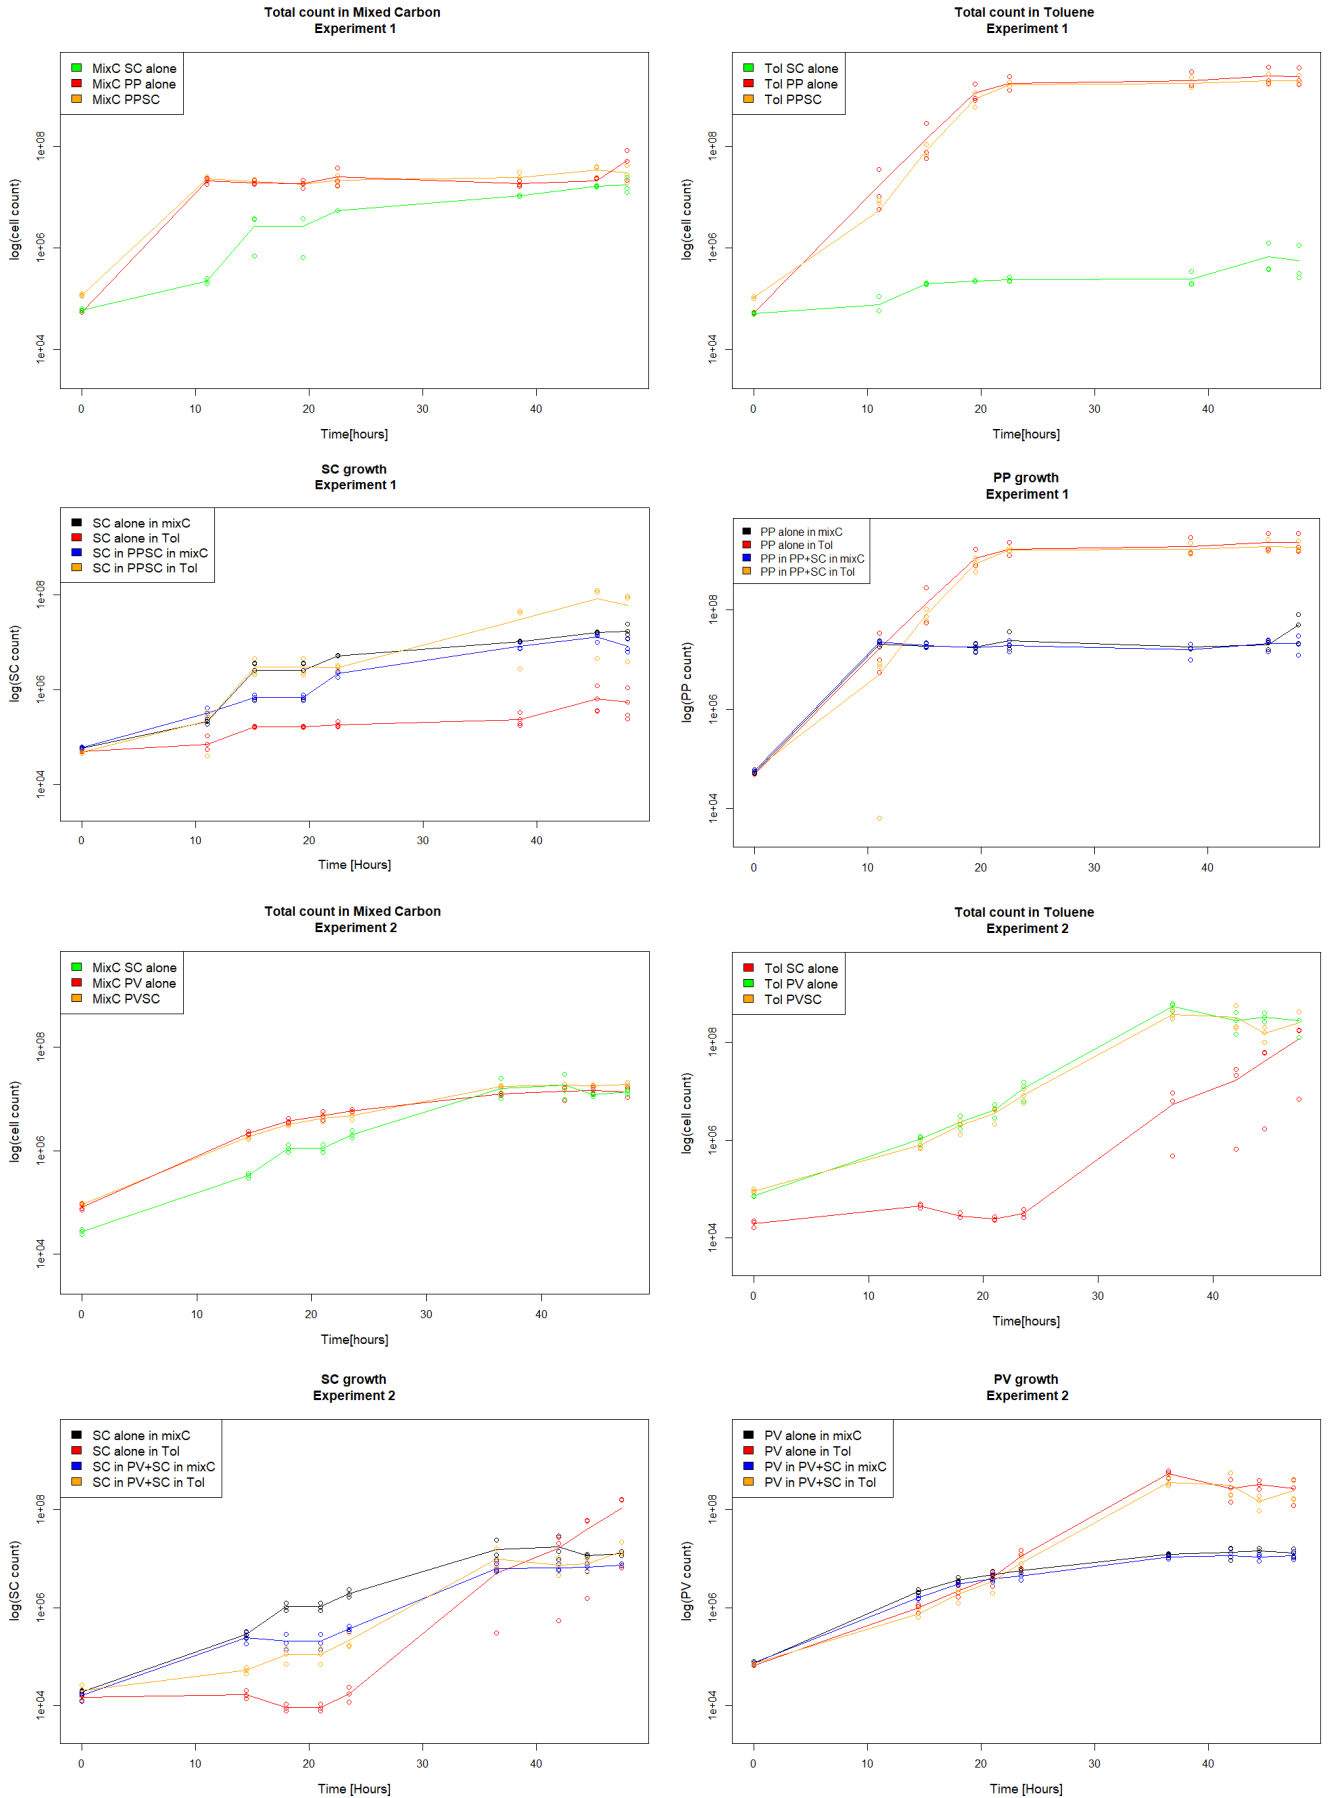 Total count in Mixed Carbon
Experiment 1
MixC SC alone
MixC PP alone
MixC PPSC
log(cell count)
1e+04
1e+06
1e+08
0
10
20
30
40
Time[hours]
Total count in Toluene
Experiment 1
Tol SC alone
Tol PP alone
Tol PPSC
log(cell count)
1e+04
1e+06
1e+08
0
10
20
30
40
Time[hours]
SC growth
Experiment 1
SC alone in mixC
SC alone in Tol
SC in PPSC in mixC
SC in PPSC in Tol
log(SC count)
1e+04
1e+06
1e+08
0
10
20
30
40
Time [Hours]
PP growth
Experiment 1
PP alone in mixC
PP alone in Tol
PP in PP+SC in mixC
PP in PP+SC in Tol
log(PP count)
1e+04
1e+06
1e+08
0
10
20
30
40
Total count in Mixed Carbon
Experiment 2
MixC SC alone
MixC PV alone
MixC PVSC
log(cell count)
1e+04
1e+06
1e+08
0
10
20
30
40
Time[hours]
Total count in Toluene
Experiment 2
Tol SC alone
Tol PV alone
Tol PVSC
log(cell count)
1e+04
1e+06
1e+08
0
10
20
30
40
Time[hours]
SC growth
Experiment 2
SC alone in mixC
SC alone in Tol
SC in PV+SC in mixC
SC in PV+SC in Tol
log(SC count)
1e+04
1e+06
1e+08
0
10
20
30
40
Time [Hours]
PV growth
Experiment 2
PV alone in mixC
PV alone in Tol
PV in PV+SC in mixC
PV in PV+SC in Tol
log(PV count)
1e+04
1e+06
1e+08
0
10
20
30
40
Time [Hours]